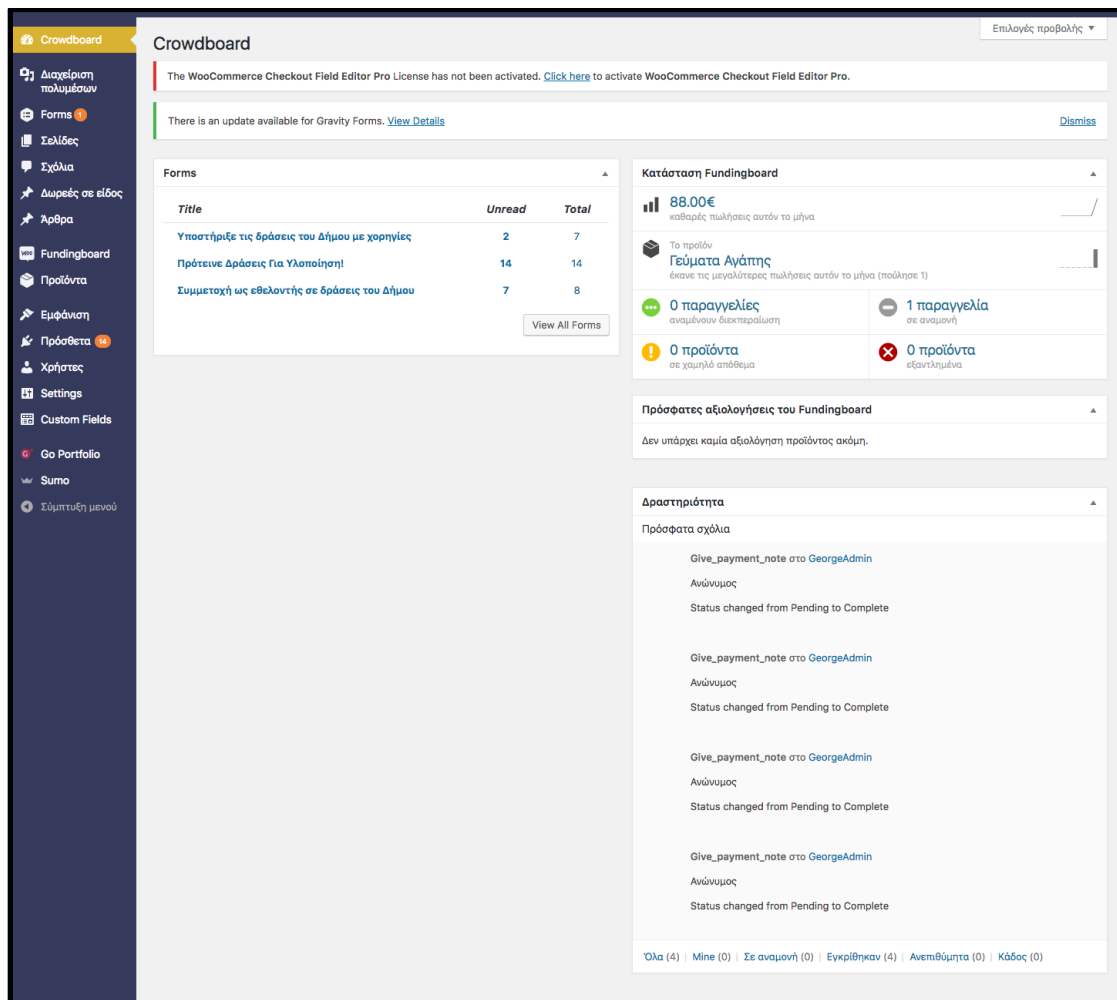 Επιλογές προβολής ▼
Crowdboard
Διαχείριση
πολυμέσων
Forms 1
Σελίδες
Σχόλια
Δωρεές σε είδος
Άρθρα
Fundingboard
Προϊόντα
Εμφάνιση
Πρόσθετα 14
Χρήστες
Settings
Custom Fields
Go Portfolio
Sumo
Σύμπτυξη μενού
Crowdboard
The WooCommerce Checkout Field Editor Pro License has not been activated. Click here to activate WooCommerce Checkout Field Editor Pro.
There is an update available for Gravity Forms. View Details Dismiss
Forms
Title Unread Total
Υποστήριξε τις δράσεις του Δήμου με χορηγίες 2 7
Πρότεινε Δράσεις Για Υλοποίηση! 14 14
Συμμετοχή ως εθελοντής σε δράσεις του Δήμου 7 8
View All Forms
Κατάσταση Fundingboard
88.00€
καθαρές πωλήσεις αυτόν το μήνα
Το προϊόν
Γεύματα Αγάπης
έκανε τις μεγαλύτερες πωλήσεις αυτόν το μήνα (πούλησε 1)
0 παραγγελίες
αναμένουν διεκπεραίωση
1 παραγγελία
σε αναμονή
0 προϊόντα
σε χαμηλό απόθεμα
0 προϊόντα
εξαντλημένα
Πρόσφατες αξιολογήσεις του Fundingboard
Δεν υπάρχει καμία αξιολόγηση προϊόντος ακόμη.
Δραστηριότητα
Πρόσφατα σχόλια
Give_payment_note στο GeorgeAdmin
Ανώνυμος
Status changed from Pending to Complete
Give_payment_note στο GeorgeAdmin
Ανώνυμος
Status changed from Pending to Complete
Give_payment_note στο GeorgeAdmin
Ανώνυμος
Status changed from Pending to Complete
Give_payment_note στο GeorgeAdmin
Ανώνυμος
Status changed from Pending to Complete
Όλα (4) | Mine (0) | Σε αναμονή (0) | Εγκρίθηκαν (4) | Ανεπιθύμητα (0) | Κάδος (0)